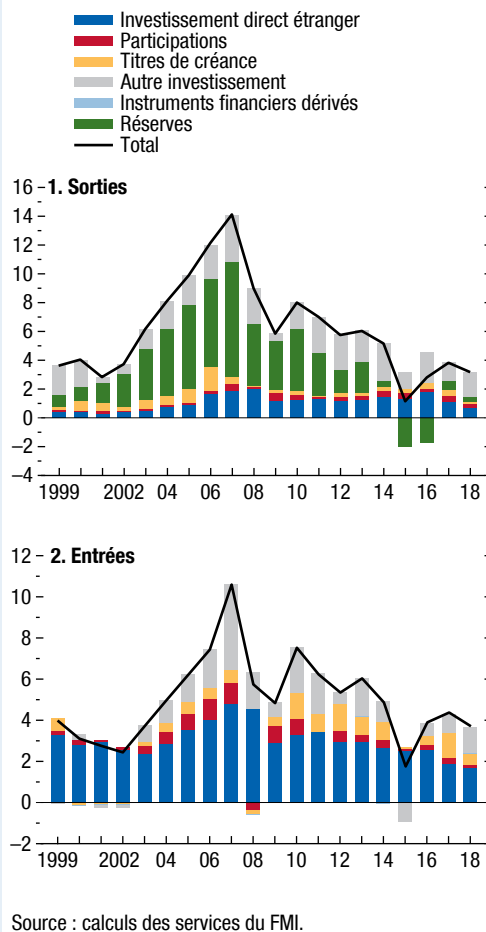 Investissement direct étranger
Participations
Titres de créance
Autre investissement
Instruments financiers dérivés
Réserves
Total
1. Sorties
16
14
12
10
8
6
4
2
0
–2
–4
1999 2002 04 06 08 10 12 14 16 18
2. Entrées
12
10
8
6
4
2
0
–2
1999 2002 04 06 08 10 12 14 16 18
Source : calculs des services du FMI.